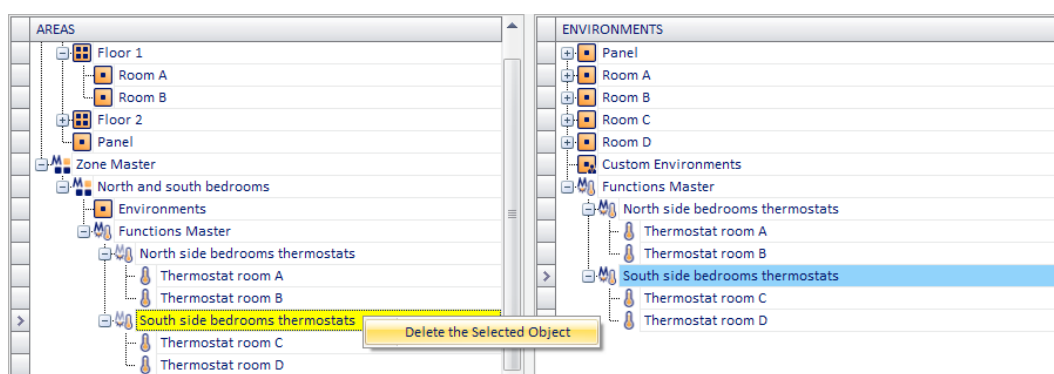 AREAS
Floor 1
Room A
Room B
Floor 2
Panel
Zone Master
North and south bedrooms
Environments
Functions Master
North side bedrooms thermostats
Thermostat room A
Thermostat room B
South side bedrooms thermostats
Delete the Selected Object
Thermostat room C
Thermostat room D
ENVIRONMENTS
Panel
Room A
Room B
Room C
Room D
Custom Environments
Functions Master
North side bedrooms thermostats
Thermostat room A
Thermostat room B
South side bedrooms thermostats
Thermostat room C
Thermostat room D